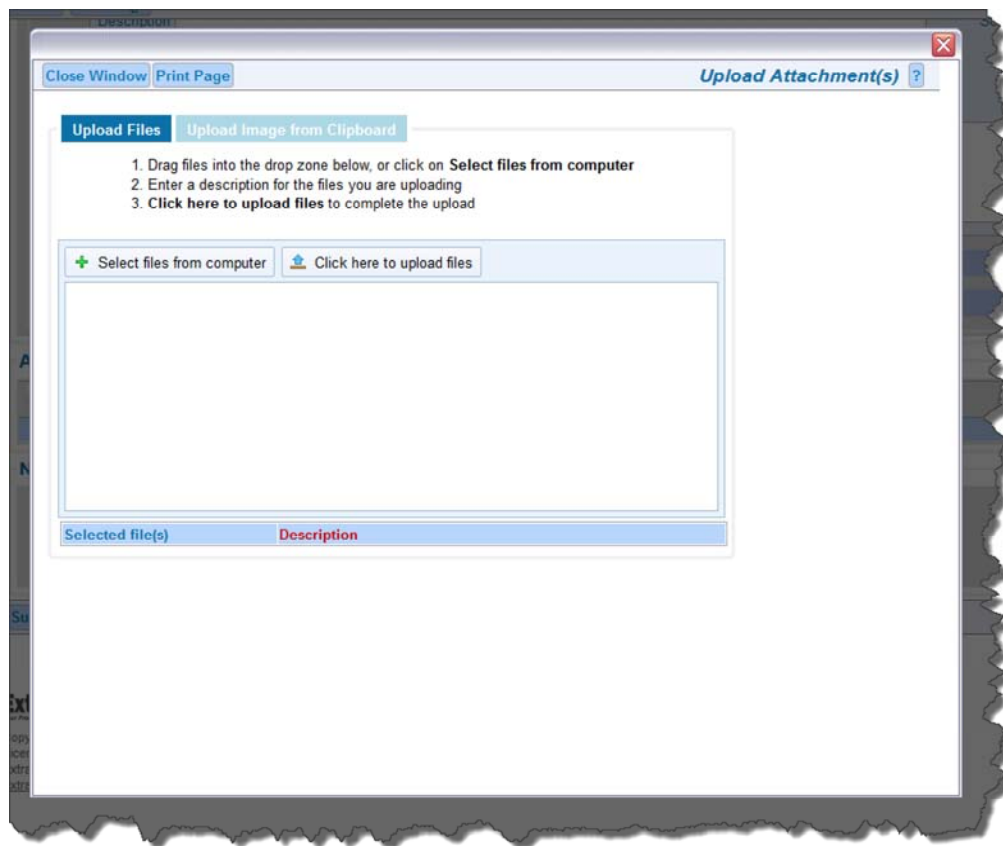 Description
Close Window Print Page Upload Attachment(s) ?
Upload Files Upload Image from Clipboard
1. Drag files into the drop zone below, or click on Select files from computer
2. Enter a description for the files you are uploading
3. Click here to upload files to complete the upload
Select files from computer Click here to upload files
Selected file(s) Description